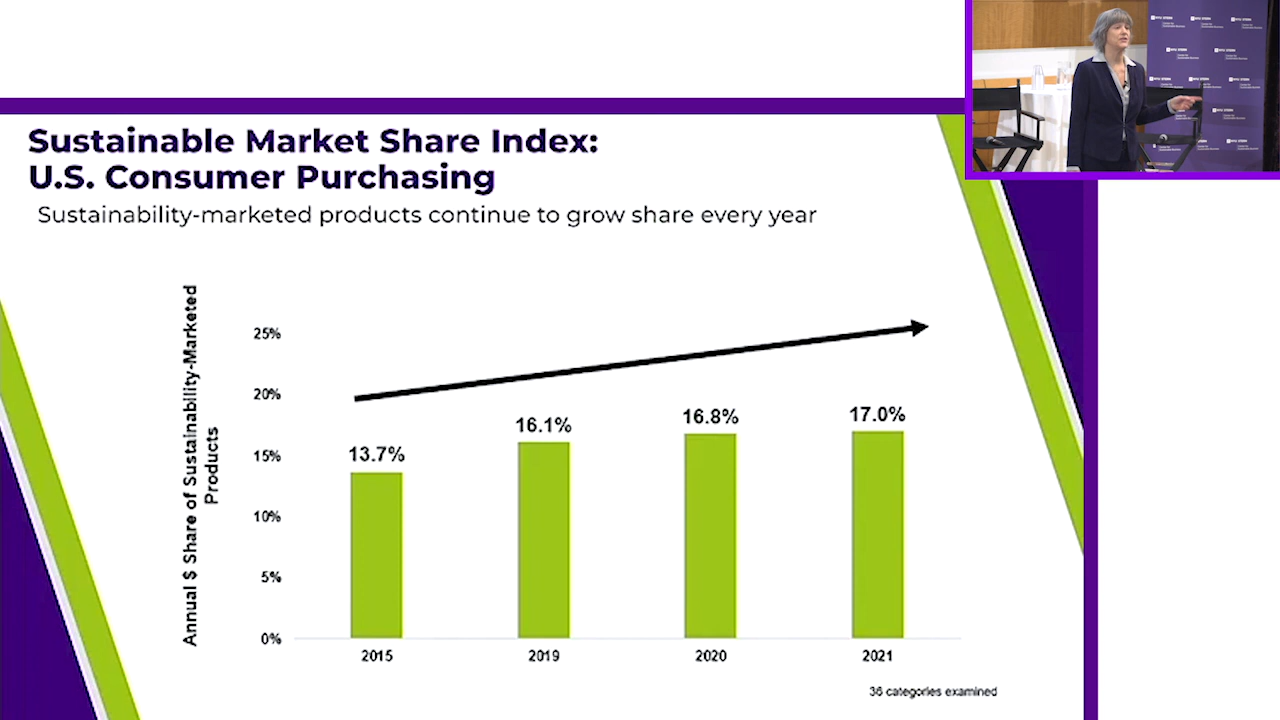 Sustainable Market Share Index:
U.S. Consumer Purchasing
Sustainability-marketed products continue to grow share every year
Annual $ Share of Sustainability-Marketed
Products
25%
20%
15%
10%
5%
0%
13.7%
16.1%
16.8%
17.0%
2015
2019
2020
2021
36 categories examined
NYU STERN